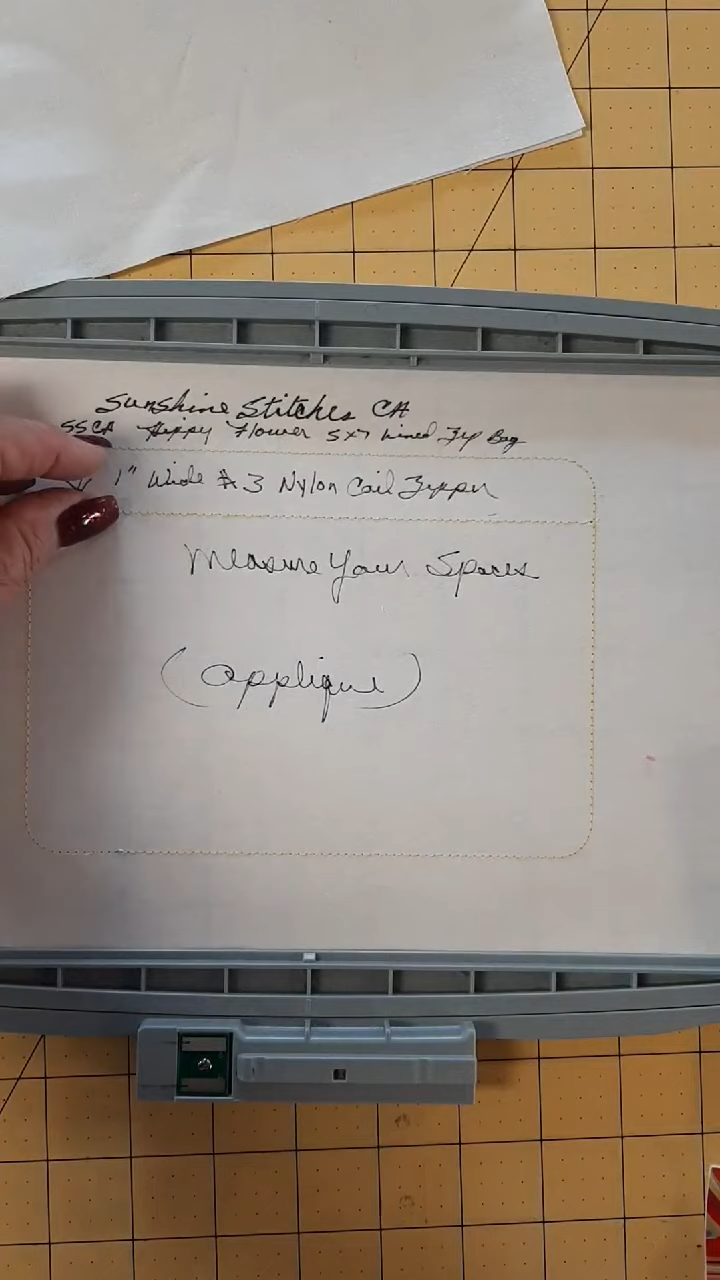 Sunshine Stitches CA
SSCA Hippy Flower 5x7 Lined Zip Bag
1" Wide #3 Nylon Coil Zipper
Measure Your Spaces
(applique)